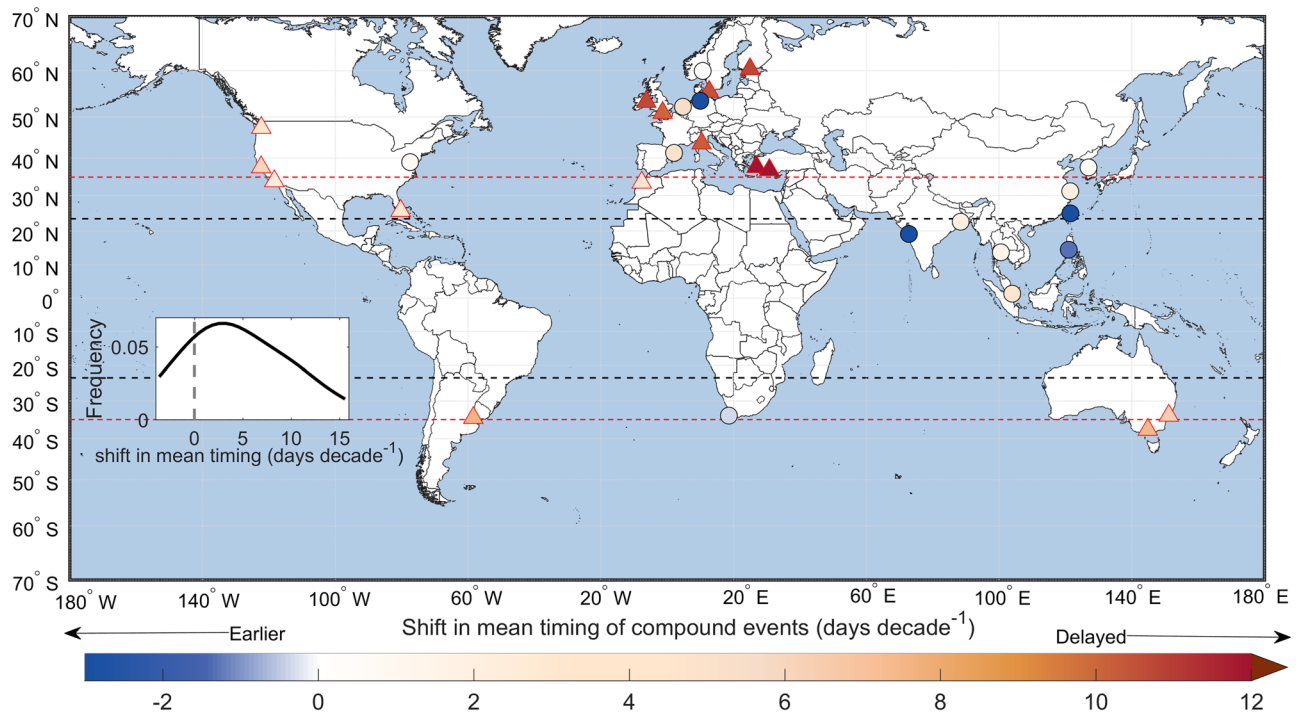 70° N
60° N
50° N
40° N
30° N
20° N
10° N
0°
10° S
20° S
30° S
40° S
50° S
60° S
70° S
Frequency
0.05
0
0 5 10 15
shift in mean timing (days decade⁻¹)
180° W 140° W 100° W 60° W 20° W 20° E 60° E 100° E 140° E 180° E
Earlier Shift in mean timing of compound events (days decade⁻¹) Delayed
-2 0 2 4 6 8 10 12